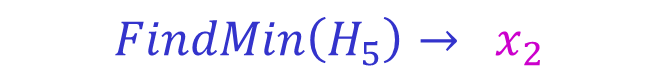 FindMin(H₅) → x₂